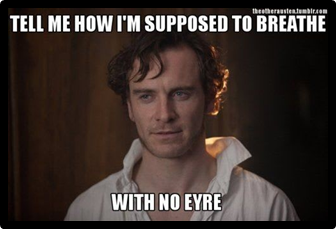 theotherausten.tumblr.com
TELL ME HOW I'M SUPPOSED TO BREATHE
WITH NO EYRE